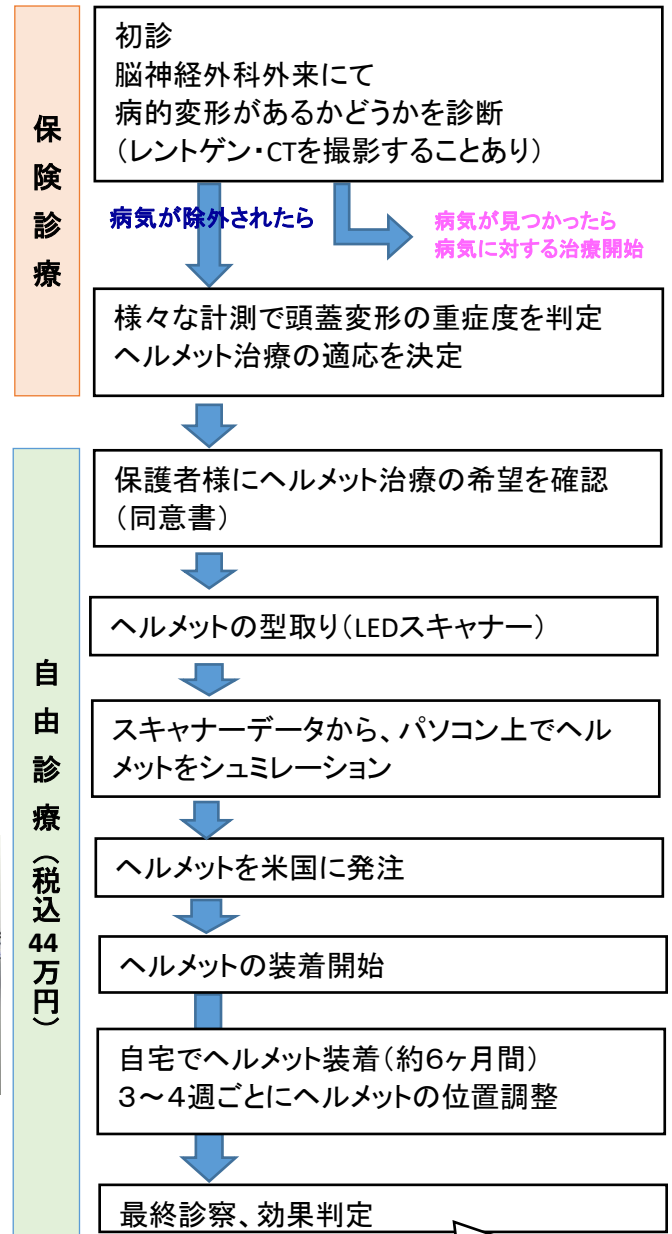 保険診療
初診
脳神経外科外来にて
病的変形があるかどうかを診断
（レントゲン・CTを撮影することあり）
病気が除外されたら
病気が見つかったら
病気に対する治療開始
様々な計測で頭蓋変形の重症度を判定
ヘルメット治療の適応を決定
自由診療（税込44万円）
保護者様にヘルメット治療の希望を確認
（同意書）
ヘルメットの型取り（LEDスキャナー）
スキャナーデータから、パソコン上でヘル
メットをシュミレーション
ヘルメットを米国に発注
ヘルメットの装着開始
自宅でヘルメット装着（約6ヶ月間）
３～４週ごとにヘルメットの位置調整
最終診察、効果判定